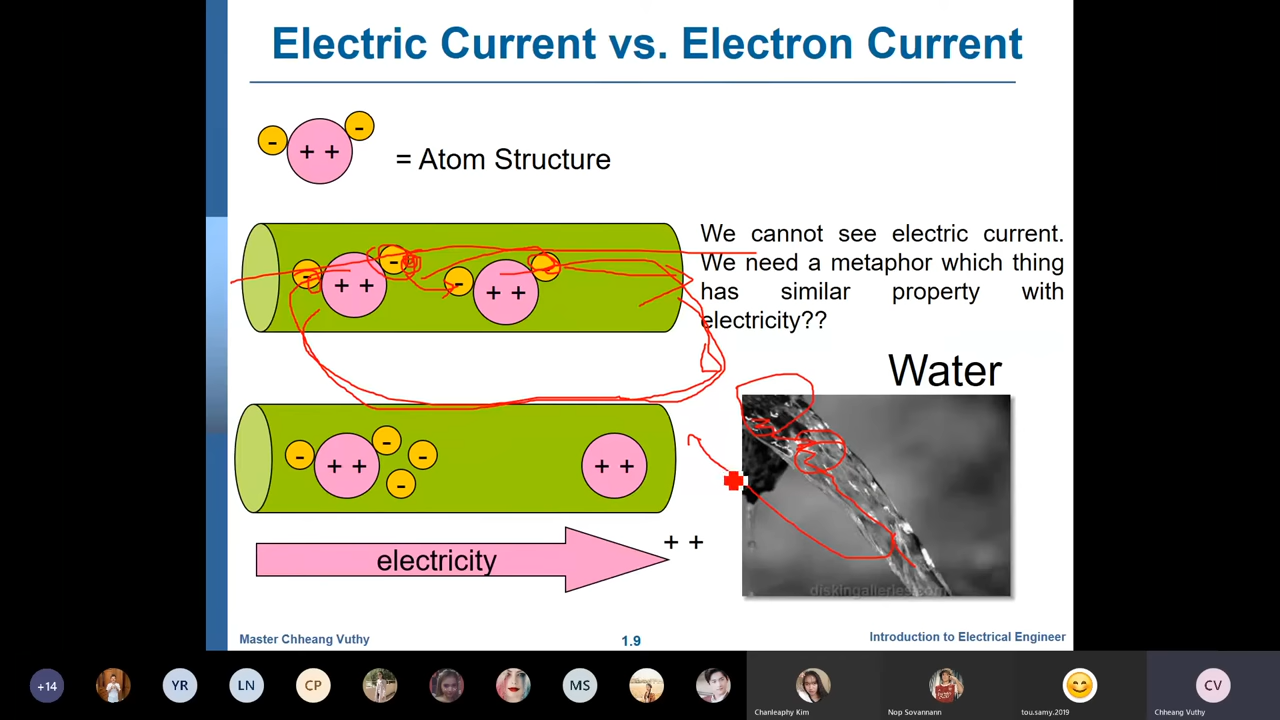 Electric Current vs. Electron Current
- + + -
= Atom Structure
- + + - - + +
We cannot see electric current.
We need a metaphor which thing
has similar property with
electricity??
Water
- + + - - - + +
electricity
+ +
diskingalleries.com
Master Chheang Vuthy
1.9
Introduction to Electrical Engineer
+14
YR
LN
CP
MS
Chanleaphy Kim
Nop Sovannann
tou.samy.2019
CV
Chheang Vuthy